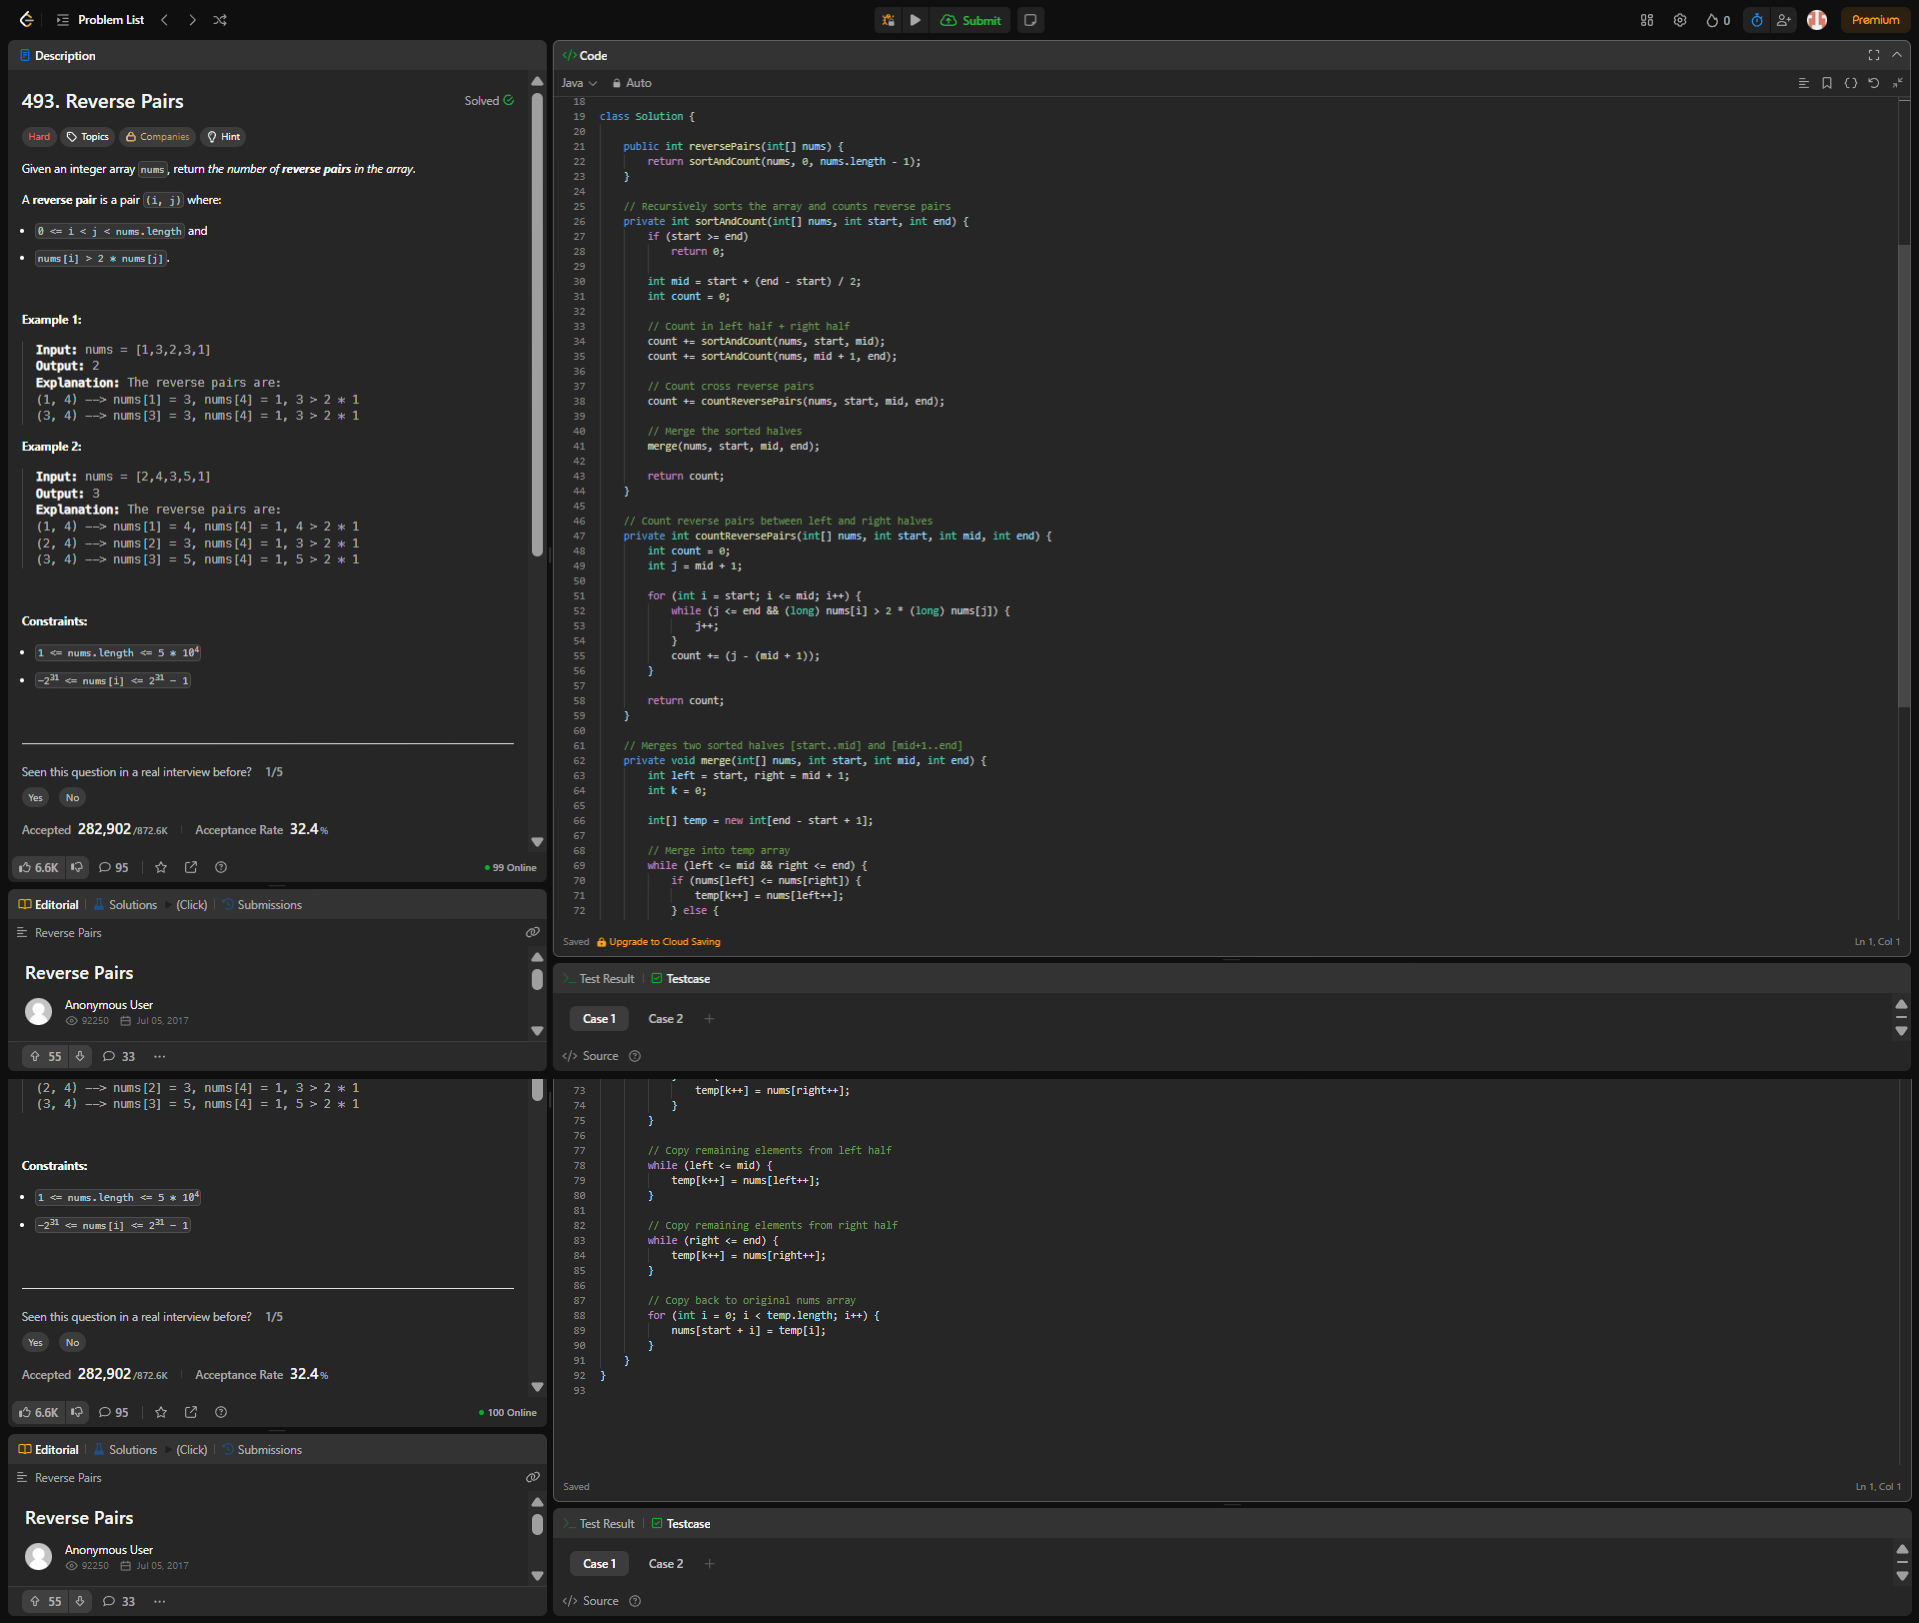 Problem List
Submit
0
Premium
Description
493. Reverse Pairs
Solved
Hard
Topics
Companies
Hint
Given an integer array nums, return the number of reverse pairs in the array.
A reverse pair is a pair (i, j) where:
• 0 <= i < j < nums.length and
• nums[i] > 2 * nums[j].
Example 1:
Input: nums = [1,3,2,3,1]
Output: 2
Explanation: The reverse pairs are:
(1, 4) --> nums[1] = 3, nums[4] = 1, 3 > 2 * 1
(3, 4) --> nums[3] = 3, nums[4] = 1, 3 > 2 * 1
Example 2:
Input: nums = [2,4,3,5,1]
Output: 3
Explanation: The reverse pairs are:
(1, 4) --> nums[1] = 4, nums[4] = 1, 4 > 2 * 1
(2, 4) --> nums[2] = 3, nums[4] = 1, 3 > 2 * 1
(3, 4) --> nums[3] = 5, nums[4] = 1, 5 > 2 * 1
Constraints:
• 1 <= nums.length <= 5 * 10⁴
• -2³¹ <= nums[i] <= 2³¹ - 1
Seen this question in a real interview before? 1/5
Yes No
Accepted 282,902/872.6K Acceptance Rate 32.4%
6.6K 95 99 Online
Editorial Solutions (Click) Submissions
Reverse Pairs
Reverse Pairs
Anonymous User
92250 Jul 05, 2017
55 33 ...
Code
Java Auto
18
19 class Solution {
20
21 public int reversePairs(int[] nums) {
22 return sortAndCount(nums, 0, nums.length - 1);
23 }
24
25 // Recursively sorts the array and counts reverse pairs
26 private int sortAndCount(int[] nums, int start, int end) {
27 if (start >= end)
28 return 0;
29
30 int mid = start + (end - start) / 2;
31 int count = 0;
32
33 // Count in left half + right half
34 count += sortAndCount(nums, start, mid);
35 count += sortAndCount(nums, mid + 1, end);
36
37 // Count cross reverse pairs
38 count += countReversePairs(nums, start, mid, end);
39
40 // Merge the sorted halves
41 merge(nums, start, mid, end);
42
43 return count;
44 }
45
46 // Count reverse pairs between left and right halves
47 private int countReversePairs(int[] nums, int start, int mid, int end) {
48 int count = 0;
49 int j = mid + 1;
50
51 for (int i = start; i <= mid; i++) {
52 while (j <= end && (long) nums[i] > 2 * (long) nums[j]) {
53 j++;
54 }
55 count += (j - (mid + 1));
56 }
57
58 return count;
59 }
60
61 // Merges two sorted halves [start..mid] and [mid+1..end]
62 private void merge(int[] nums, int start, int mid, int end) {
63 int left = start, right = mid + 1;
64 int k = 0;
65
66 int[] temp = new int[end - start + 1];
67
68 // Merge into temp array
69 while (left <= mid && right <= end) {
70 if (nums[left] <= nums[right]) {
71 temp[k++] = nums[left++];
72 } else {
Saved Upgrade to Cloud Saving Ln 1, Col 1
Test Result Testcase
Case 1 Case 2 +
</> Source
(2, 4) --> nums[2] = 3, nums[4] = 1, 3 > 2 * 1
(3, 4) --> nums[3] = 5, nums[4] = 1, 5 > 2 * 1
Constraints:
• 1 <= nums.length <= 5 * 10⁴
• -2³¹ <= nums[i] <= 2³¹ - 1
Seen this question in a real interview before? 1/5
Yes No
Accepted 282,902/872.6K Acceptance Rate 32.4%
6.6K 95 100 Online
Editorial Solutions (Click) Submissions
Reverse Pairs
Reverse Pairs
Anonymous User
92250 Jul 05, 2017
55 33 ...
73 temp[k++] = nums[right++];
74 }
75 }
76
77 // Copy remaining elements from left half
78 while (left <= mid) {
79 temp[k++] = nums[left++];
80 }
81
82 // Copy remaining elements from right half
83 while (right <= end) {
84 temp[k++] = nums[right++];
85 }
86
87 // Copy back to original nums array
88 for (int i = 0; i < temp.length; i++) {
89 nums[start + i] = temp[i];
90 }
91 }
92 }
93
Saved Ln 1, Col 1
Test Result Testcase
Case 1 Case 2 +
</> Source